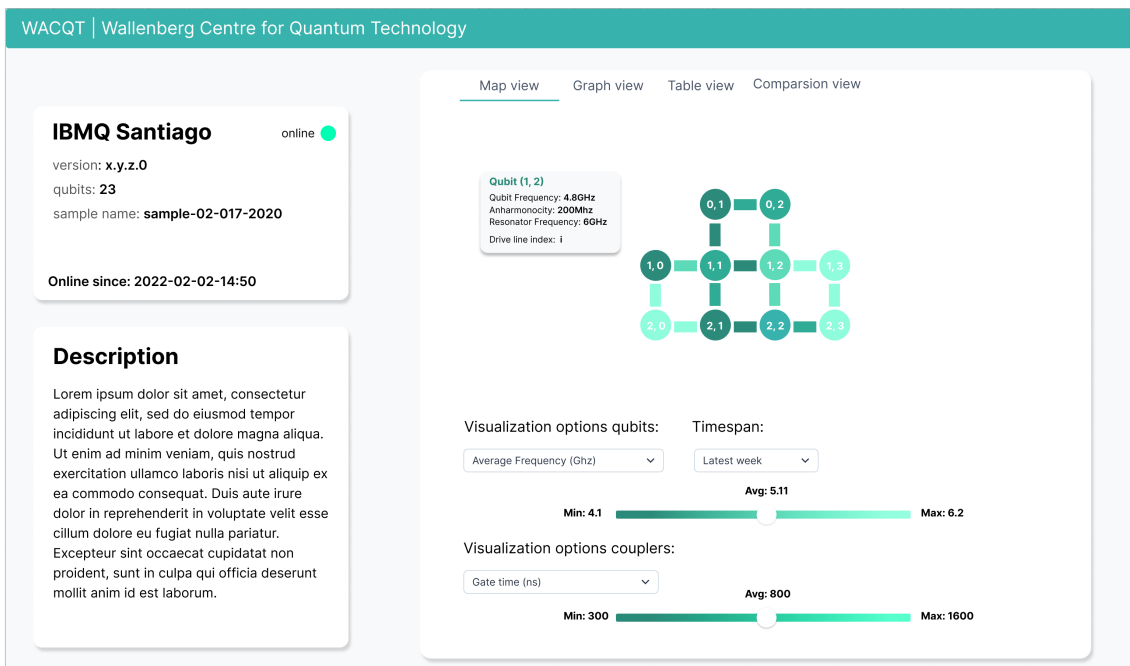 WACQT | Wallenberg Centre for Quantum Technology
IBMQ Santiago
online
version: x.y.z.0
qubits: 23
sample name: sample-02-017-2020
Online since: 2022-02-02-14:50
Description
Lorem ipsum dolor sit amet, consectetur
adipiscing elit, sed do eiusmod tempor
incididunt ut labore et dolore magna aliqua.
Ut enim ad minim veniam, quis nostrud
exercitation ullamco laboris nisi ut aliquip ex
ea commodo consequat. Duis aute irure
dolor in reprehenderit in voluptate velit esse
cillum dolore eu fugiat nulla pariatur.
Excepteur sint occaecat cupidatat non
proident, sunt in culpa qui officia deserunt
mollit anim id est laborum.
Map view Graph view Table view Comparsion view
Qubit (1, 2)
Qubit Frequency: 4.8GHz
Anharmonocity: 200Mhz
Resonator Frequency: 6GHz
Drive line index: i
0, 1 0, 2
1, 0 1, 1 1, 2 1, 3
2, 0 2, 1 2, 2 2, 3
Visualization options qubits: Timespan:
Average Frequency (Ghz) Latest week
Avg: 5.11
Min: 4.1 Max: 6.2
Visualization options couplers:
Gate time (ns)
Avg: 800
Min: 300 Max: 1600